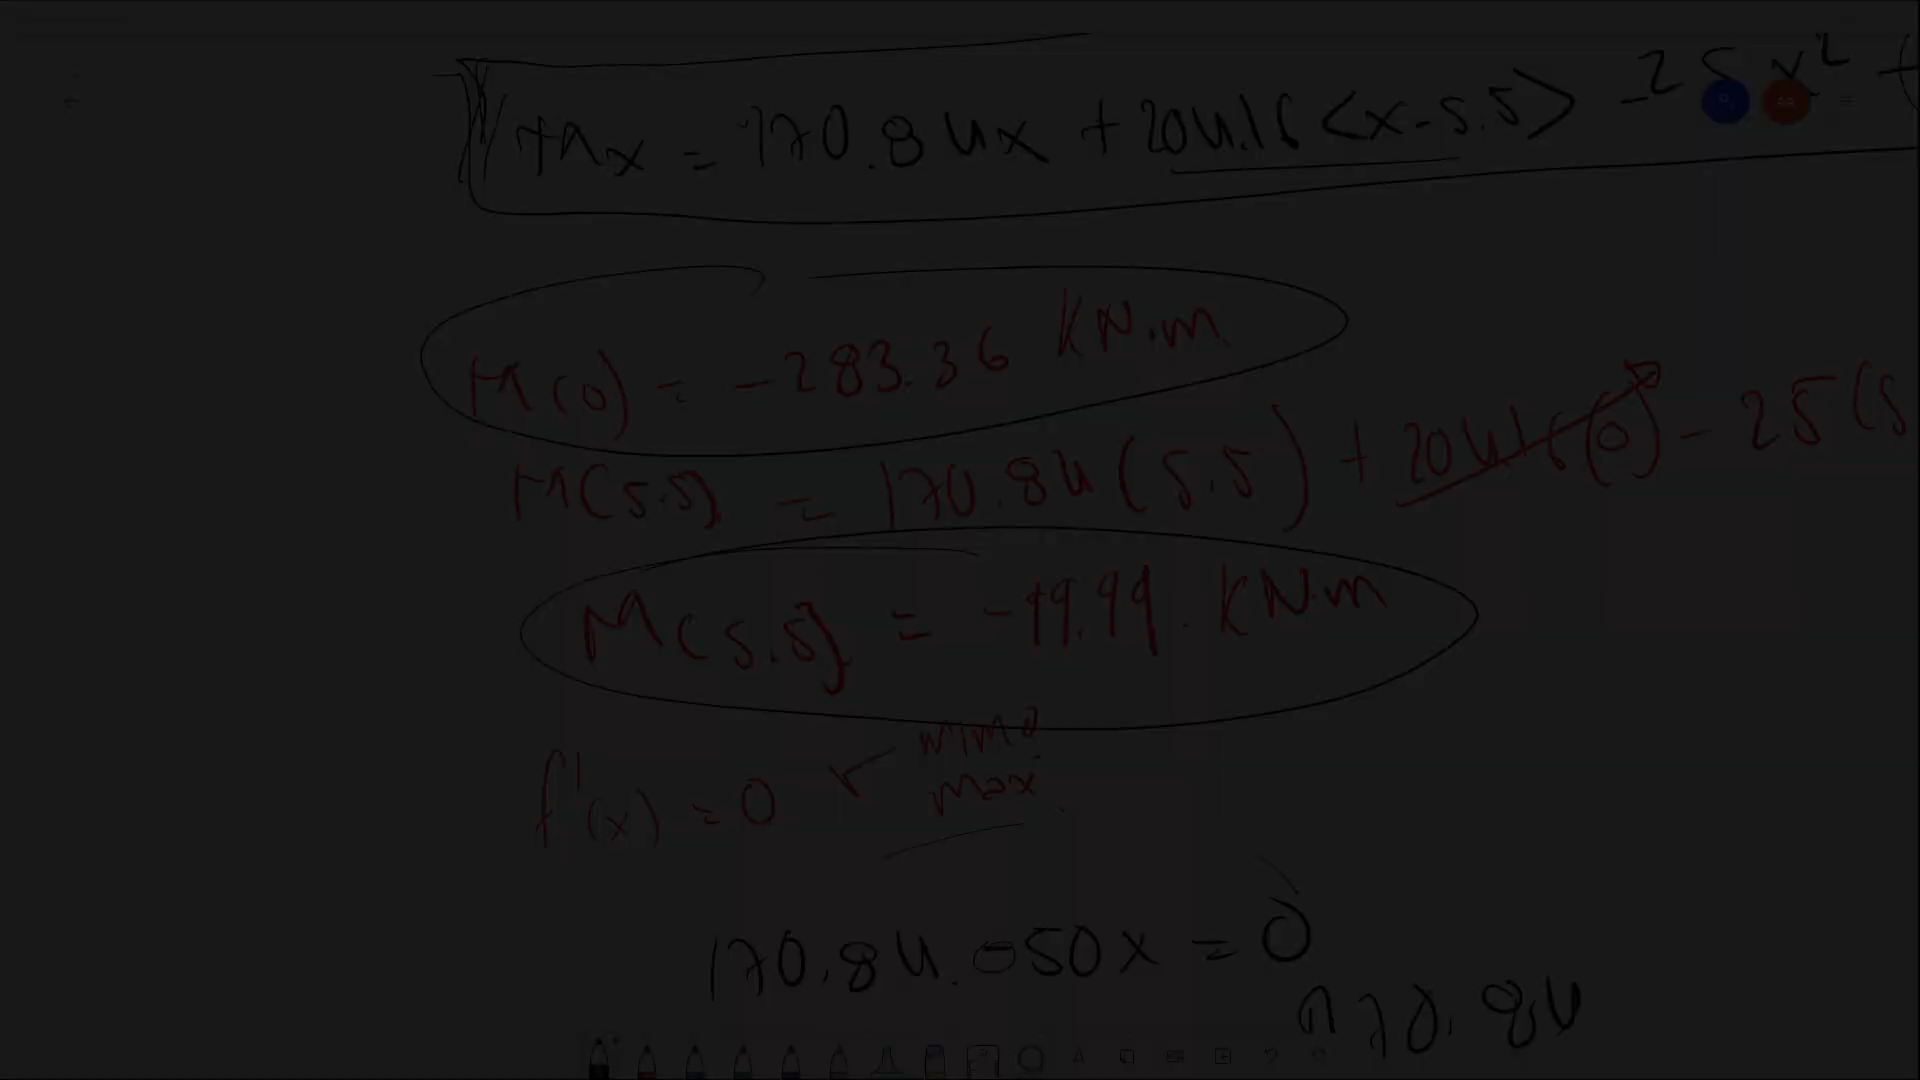 Mx = 170.84x + 204.16 <x-5.5> - 25x² +
M(0) = -283.36 KN.m
M(5.5) = 170.84(5.5) + 204.16(0) - 25(5
M(5.5) = -99.99. KN.m
f'(x) = 0
max
170.84 - 50x = 0
170.84